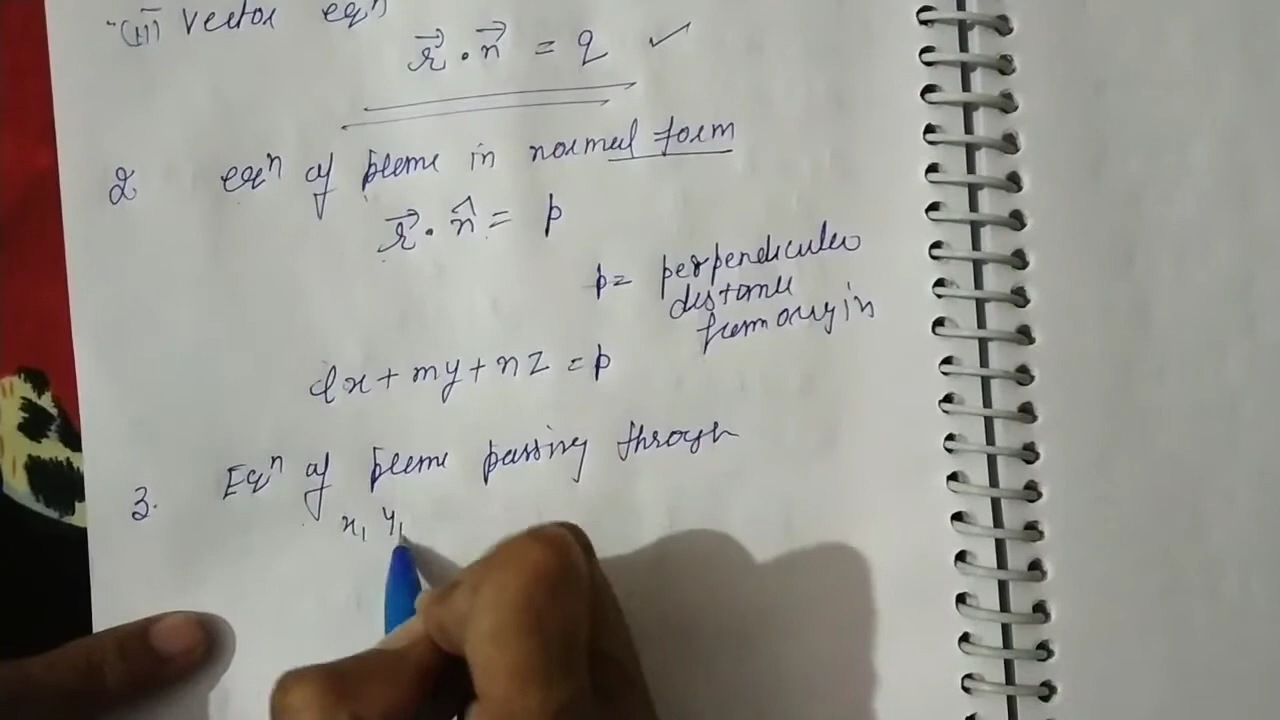 (ii) Vector eqⁿ
r⃗ . n⃗ = q ✓
2 eqⁿ of plane in normal form
r⃗ . n̂ = p
p = perpendicular
distance
from origin
lx + my + nz = p
3. Eqⁿ of plane passing through
x₁ y₁